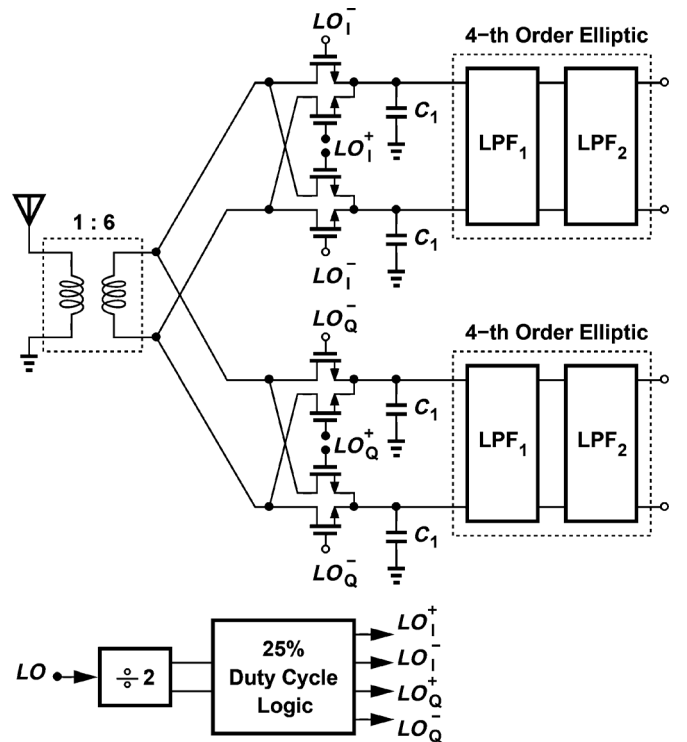 LO_I^-
4−th Order Elliptic
C_1
LPF_1
LPF_2
LO_I^+
1 : 6
C_1
LO_I^-
LO_Q^-
4−th Order Elliptic
C_1
LPF_1
LPF_2
LO_Q^+
C_1
LO_Q^-
LO
÷ 2
25%
Duty Cycle
Logic
LO_I^+
LO_I^-
LO_Q^+
LO_Q^-